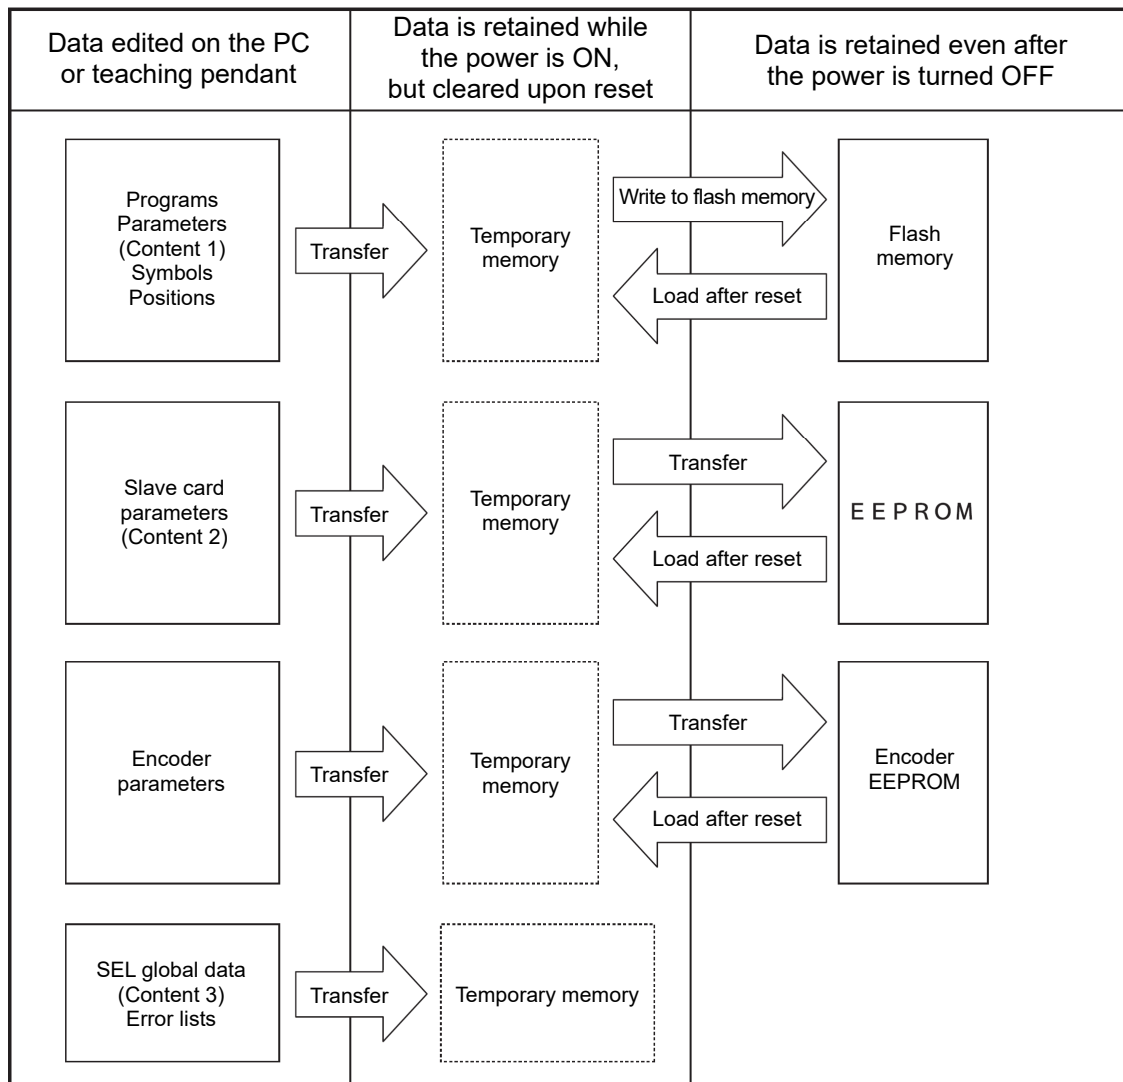 Data edited on the PC
or teaching pendant
Data is retained while
the power is ON,
but cleared upon reset
Data is retained even after
the power is turned OFF
Programs
Parameters
(Content 1)
Symbols
Positions
Transfer
Temporary
memory
Write to flash memory
Load after reset
Flash
memory
Slave card
parameters
(Content 2)
Transfer
Temporary
memory
Transfer
Load after reset
EEPROM
Encoder
parameters
Transfer
Temporary
memory
Transfer
Load after reset
Encoder
EEPROM
SEL global data
(Content 3)
Error lists
Transfer
Temporary memory